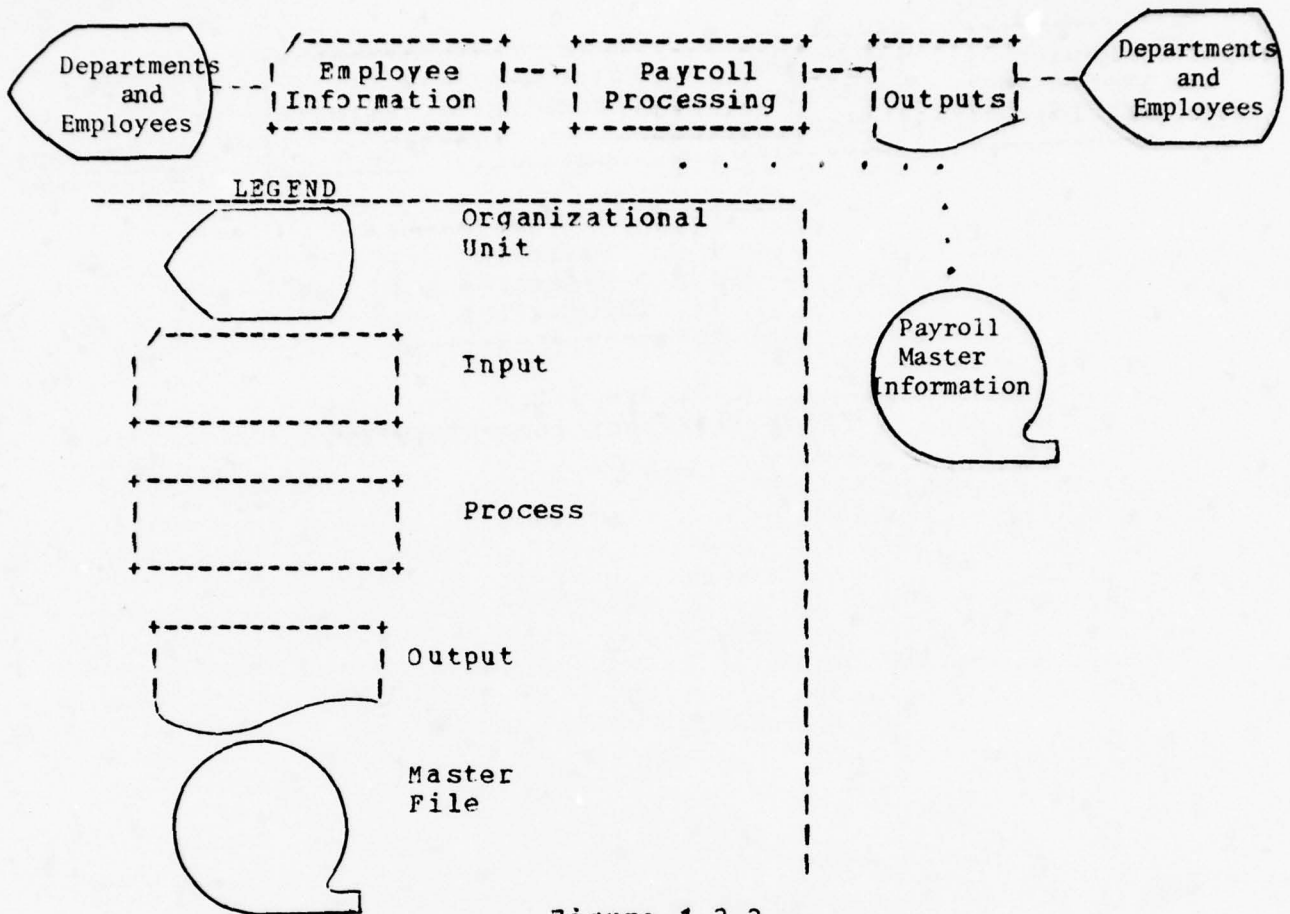 Departments
and
Employees
Employee
Information
Payroll
Processing
Outputs
Departments
and
Employees
LEGEND
Organizational
Unit
Payroll
Master
Information
Input
Process
Output
Master
File